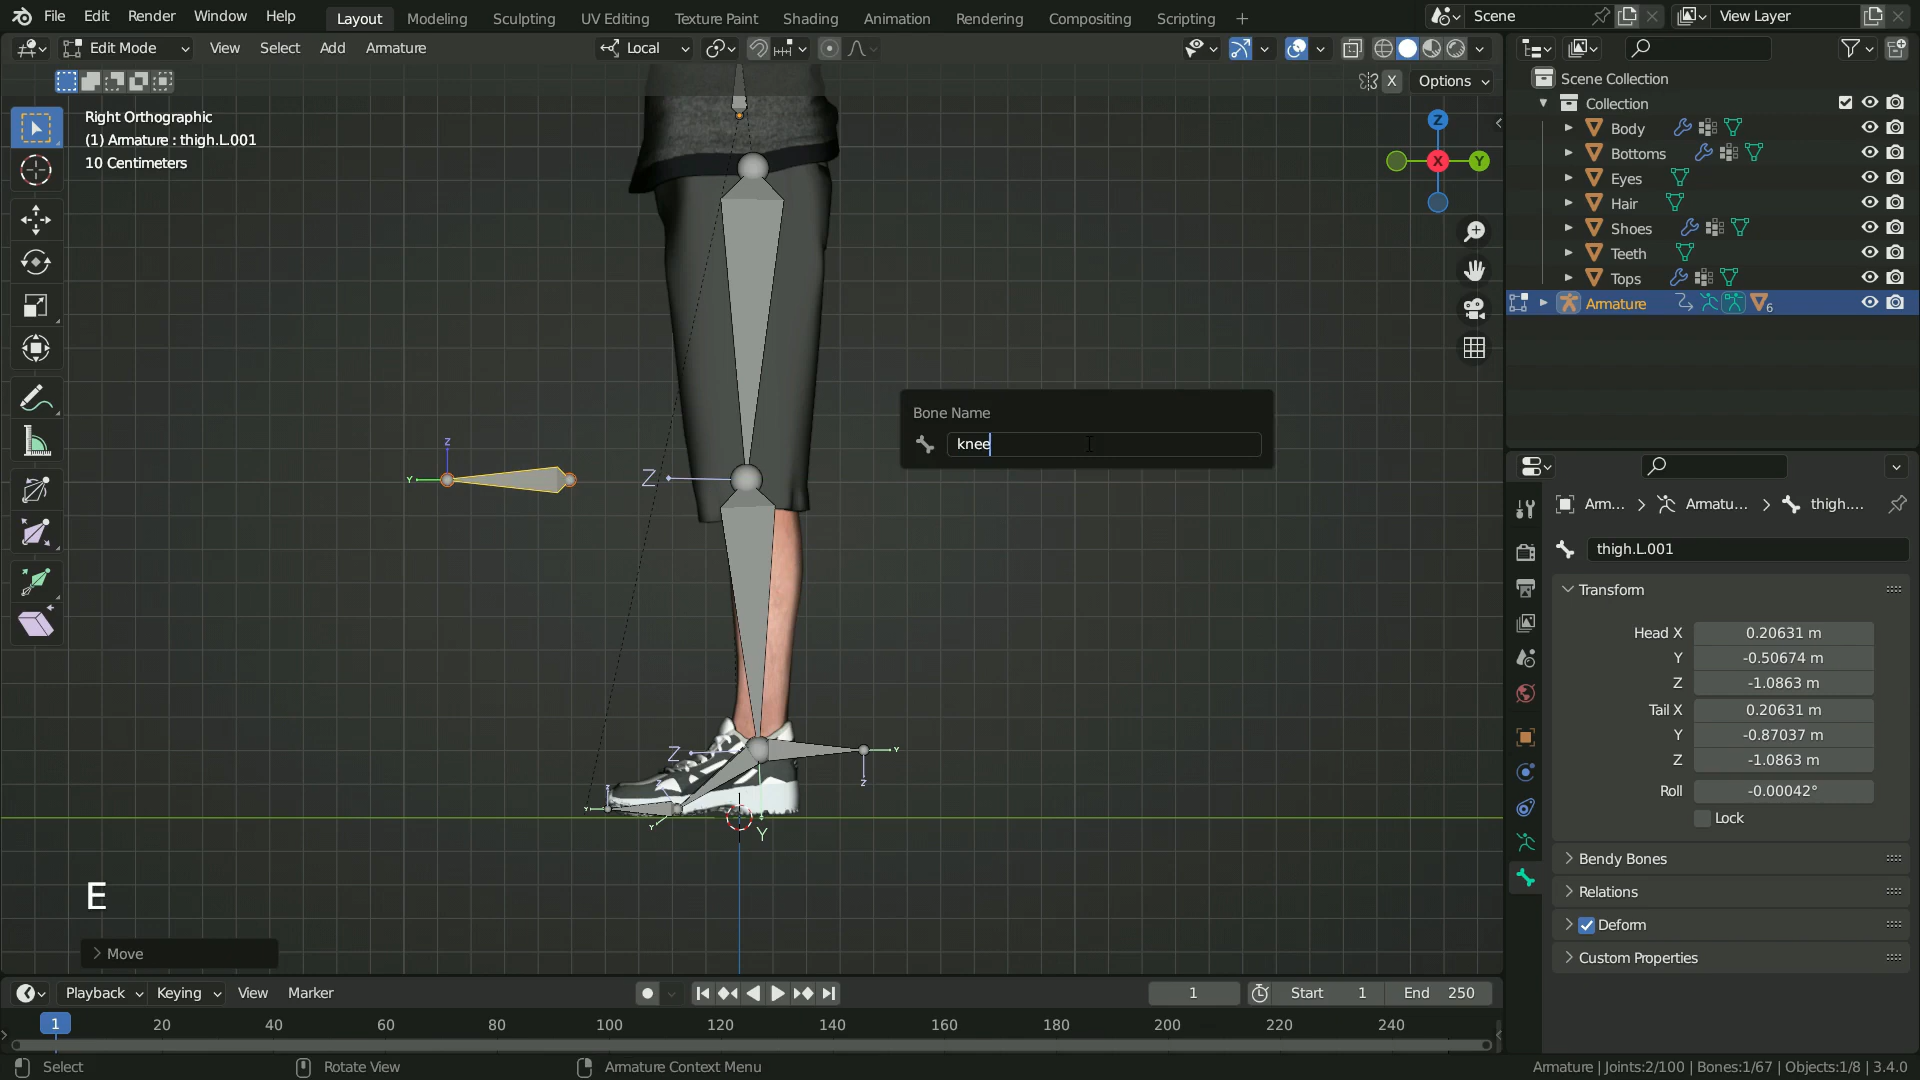 File Edit Render Window Help Layout Modeling Sculpting UV Editing Texture Paint Shading Animation Rendering Compositing Scripting + Scene View Layer
Edit Mode View Select Add Armature Local
X Options
Right Orthographic
(1) Armature : thigh.L.001
10 Centimeters
Z
X
Y
Scene Collection
Collection
Body
Bottoms
Eyes
Hair
Shoes
Teeth
Tops
Armature 6
Bone Name
knee
Z
Y
Z
Z
Y
Z
Z
Y
Y
Y
E
Move
Arm... > Armatu... > thigh....
thigh.L.001
Transform
Head X 0.20631 m
Y -0.50674 m
Z -1.0863 m
Tail X 0.20631 m
Y -0.87037 m
Z -1.0863 m
Roll -0.00042°
Lock
Bendy Bones
Relations
Deform
Custom Properties
Playback Keying View Marker 1 Start 1 End 250
1 20 40 60 80 100 120 140 160 180 200 220 240
Select Rotate View Armature Context Menu Armature | Joints:2/100 | Bones:1/67 | Objects:1/8 | 3.4.0